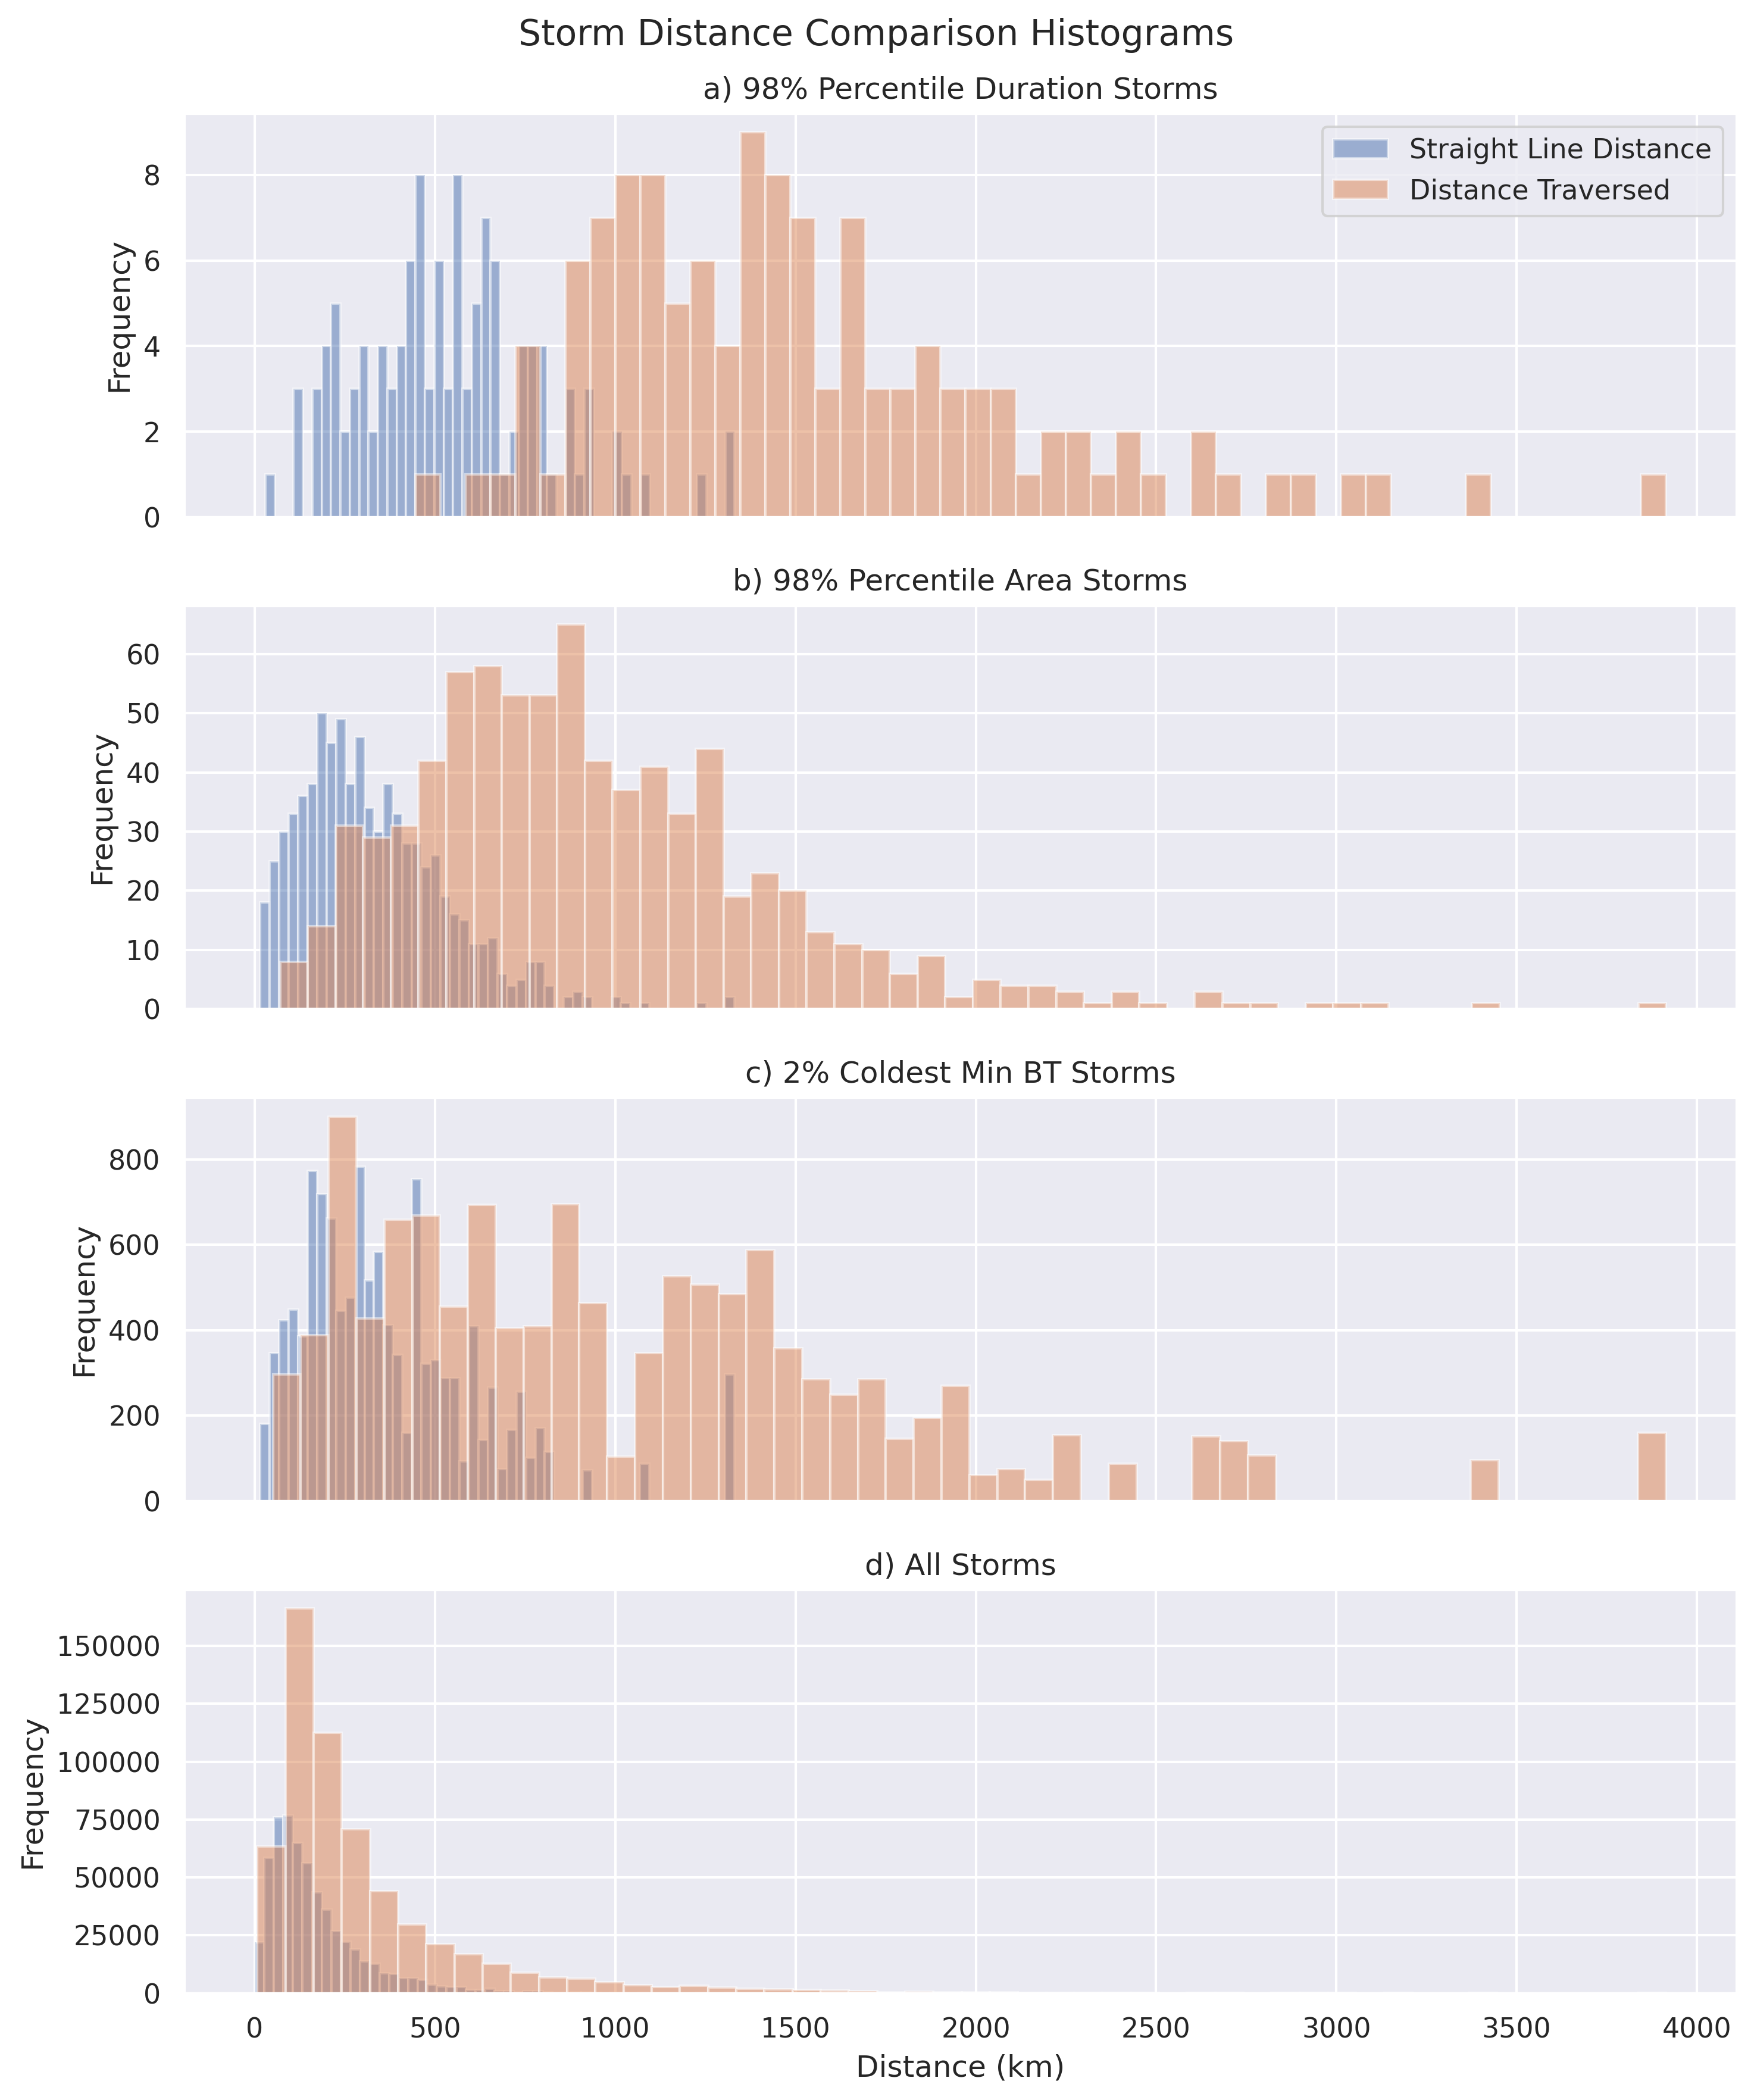 Storm Distance Comparison Histograms
a) 98% Percentile Duration Storms
Straight Line Distance
Distance Traversed
Frequency
8
6
4
2
0
b) 98% Percentile Area Storms
Frequency
60
50
40
30
20
10
0
c) 2% Coldest Min BT Storms
Frequency
800
600
400
200
0
d) All Storms
Frequency
150000
125000
100000
75000
50000
25000
0
0 500 1000 1500 2000 2500 3000 3500 4000
Distance (km)